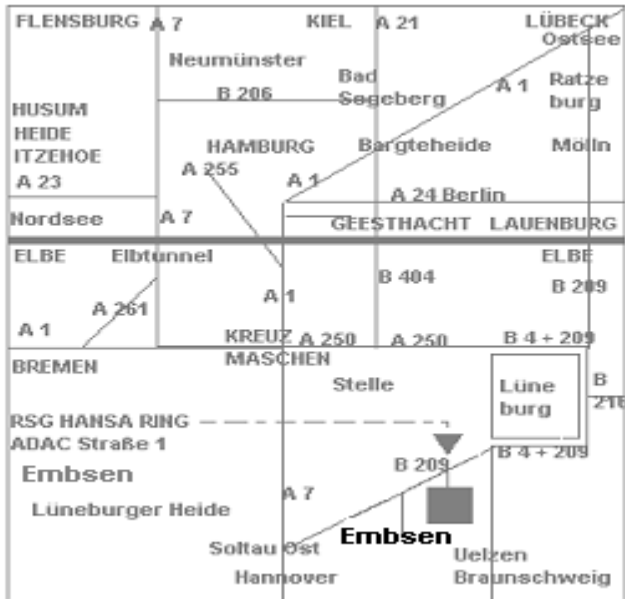 FLENSBURG A 7 KIEL A 21 LÜBECK
Ostsee
Neumünster
Bad
Segeberg
A 1
Ratze
burg
B 206
HUSUM
HEIDE
ITZEHOE
A 23
HAMBURG
A 255
Bargteheide
Mölln
A 1
A 24 Berlin
Nordsee
A 7
GEESTHACHT LAUENBURG
ELBE Elbtunnel ELBE
B 404
B 209
A 261
A 1
A 1
KREUZ
MASCHEN
A 250
A 250
B 4 + 209
BREMEN
Stelle
Lüne
burg
B
216
RSG HANSA RING
ADAC Straße 1
Embsen
B 209
B 4 + 209
A 7
Lüneburger Heide
Embsen
Soltau Ost
Hannover
Uelzen
Braunschweig